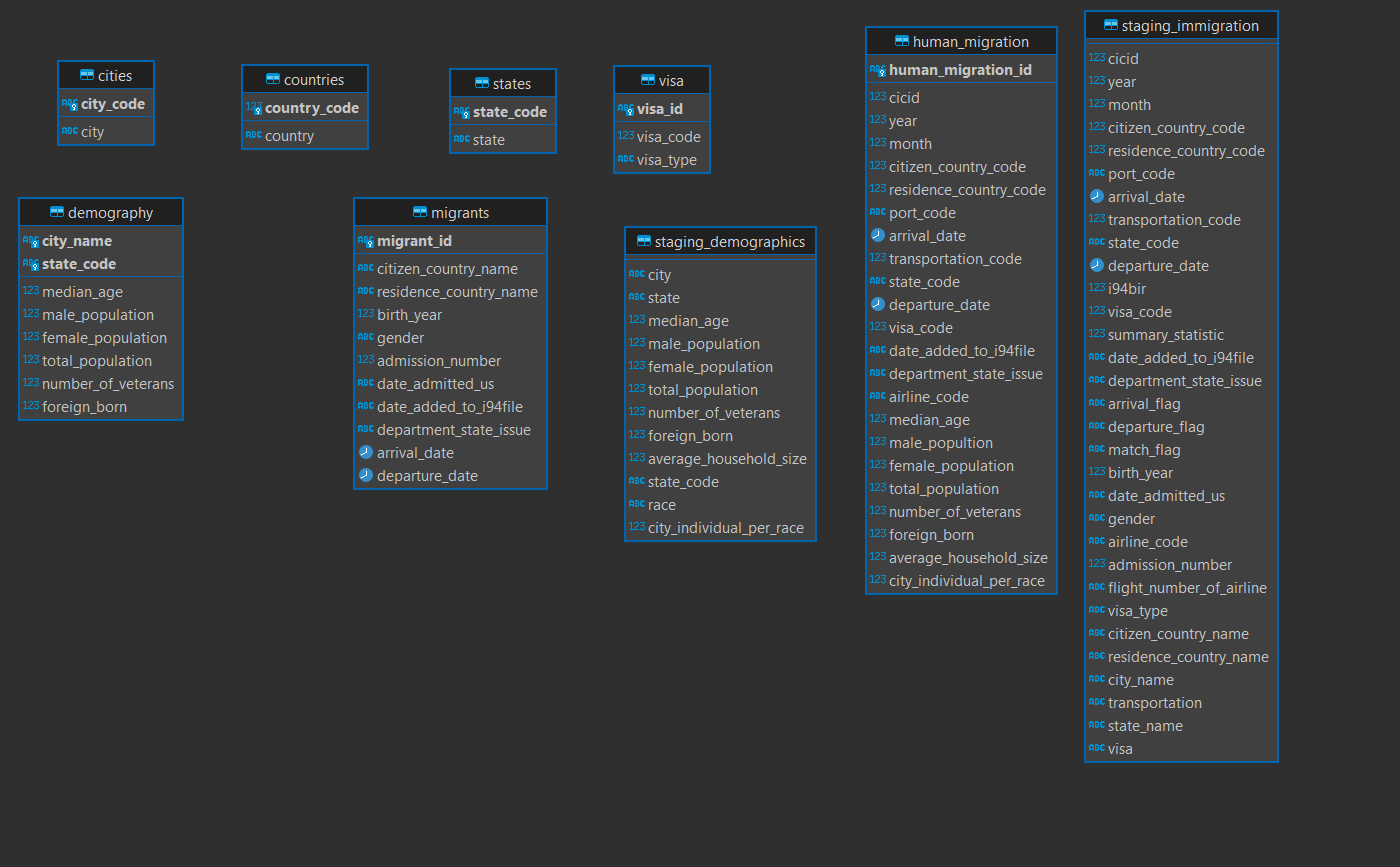 cities
city_code
city
countries
country_code
country
states
state_code
state
visa
visa_id
visa_code
visa_type
demography
city_name
state_code
median_age
male_population
female_population
total_population
number_of_veterans
foreign_born
migrants
migrant_id
citizen_country_name
residence_country_name
birth_year
gender
admission_number
date_admitted_us
date_added_to_i94file
department_state_issue
arrival_date
departure_date
staging_demographics
city
state
median_age
male_population
female_population
total_population
number_of_veterans
foreign_born
average_household_size
state_code
race
city_individual_per_race
human_migration
human_migration_id
cicid
year
month
citizen_country_code
residence_country_code
port_code
arrival_date
transportation_code
state_code
departure_date
visa_code
date_added_to_i94file
department_state_issue
airline_code
median_age
male_popultion
female_population
total_population
number_of_veterans
foreign_born
average_household_size
city_individual_per_race
staging_immigration
cicid
year
month
citizen_country_code
residence_country_code
port_code
arrival_date
transportation_code
state_code
departure_date
i94bir
visa_code
summary_statistic
date_added_to_i94file
department_state_issue
arrival_flag
departure_flag
match_flag
birth_year
date_admitted_us
gender
airline_code
admission_number
flight_number_of_airline
visa_type
citizen_country_name
residence_country_name
city_name
transportation
state_name
visa